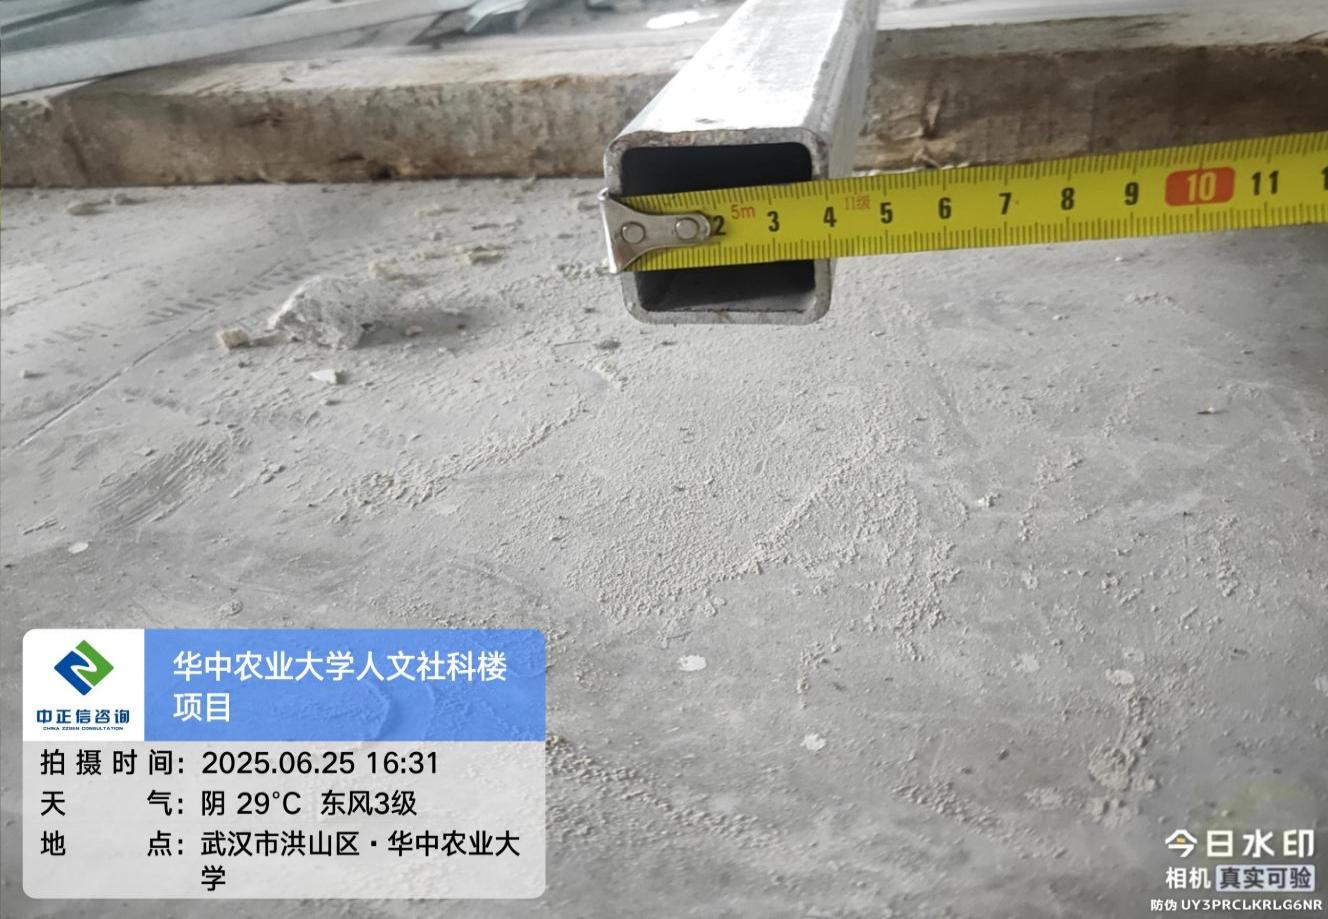 2 5m 3 4 II级 5 6 7 8 9 10 11
中正信咨询
CHINA ZZXIN CONSULTATION
华中农业大学人文社科楼
项目
拍摄时间: 2025.06.25 16:31
天气: 阴 29°C 东风3级
地点: 武汉市洪山区·华中农业大
学
今日水印
相机 真实可验
防伪 UY3PRCLKRLG6NR